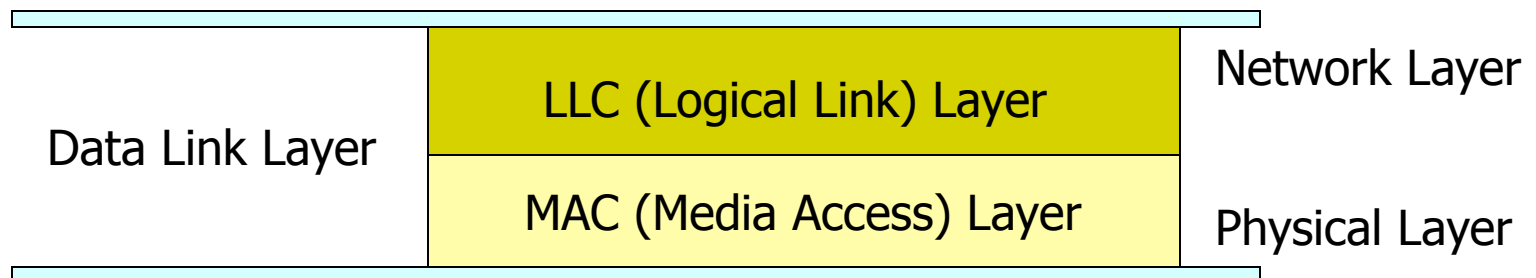 Network Layer
LLC (Logical Link) Layer
Data Link Layer
MAC (Media Access) Layer
Physical Layer